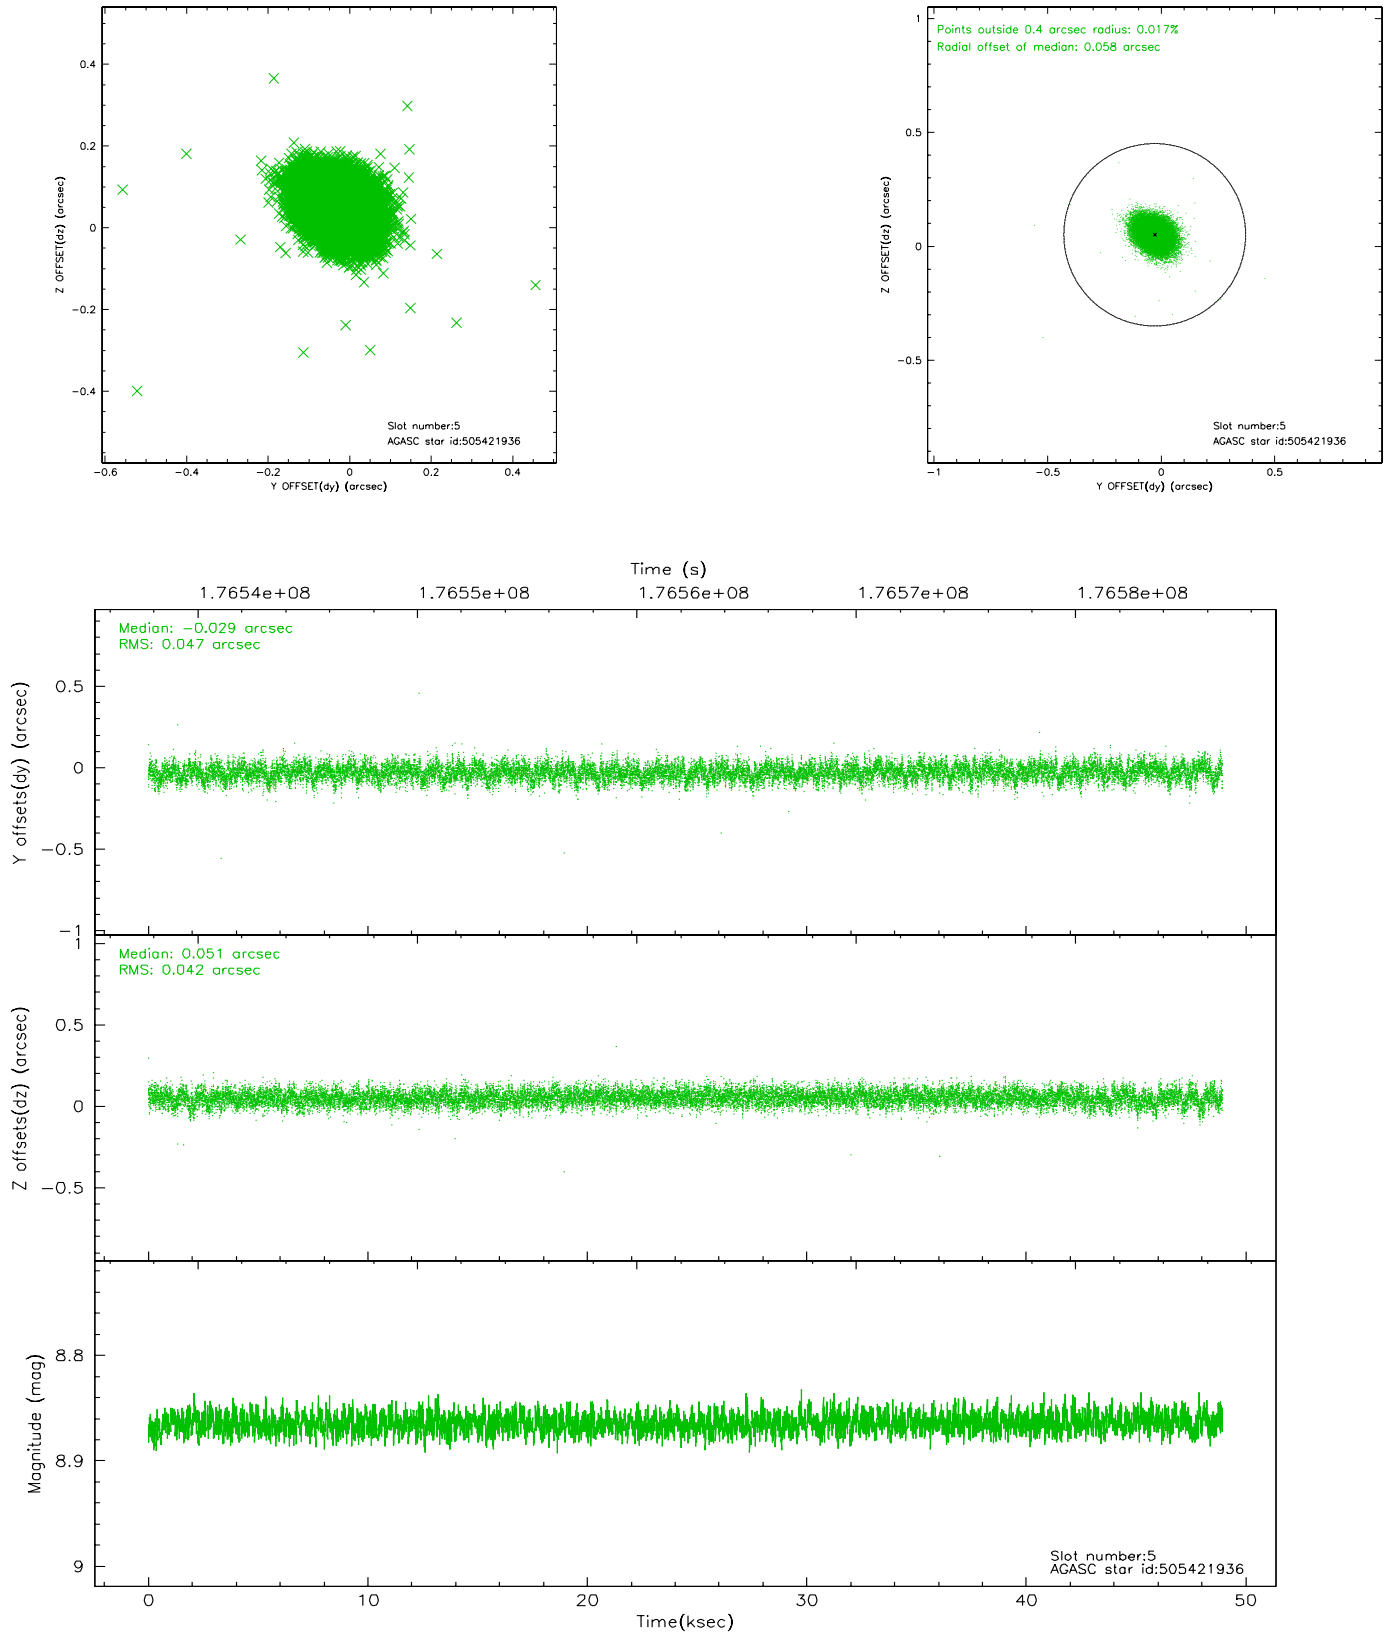 0.4
0.2
0
−0.2
−0.4
Z OFFSET(dz) (arcsec)
Slot number:5
AGASC star id:505421936
−0.6
−0.4
−0.2
0
0.2
0.4
Y OFFSET(dy) (arcsec)
Points outside 0.4 arcsec radius: 0.017%
Radial offset of median: 0.058 arcsec
1
0.5
0
−0.5
Z OFFSET(dz) (arcsec)
Slot number:5
AGASC star id:505421936
−1
−0.5
0
0.5
Y OFFSET(dy) (arcsec)
Time (s)
1.7654e+08
1.7655e+08
1.7656e+08
1.7657e+08
1.7658e+08
Median: −0.029 arcsec
RMS: 0.047 arcsec
0.5
0
−0.5
−1
Y offsets(dy) (arcsec)
Median: 0.051 arcsec
RMS: 0.042 arcsec
1
0.5
0
−0.5
Z offsets(dz) (arcsec)
8.8
8.9
9
Magnitude (mag)
Slot number:5
AGASC star id:505421936
0
10
20
30
40
50
Time(ksec)